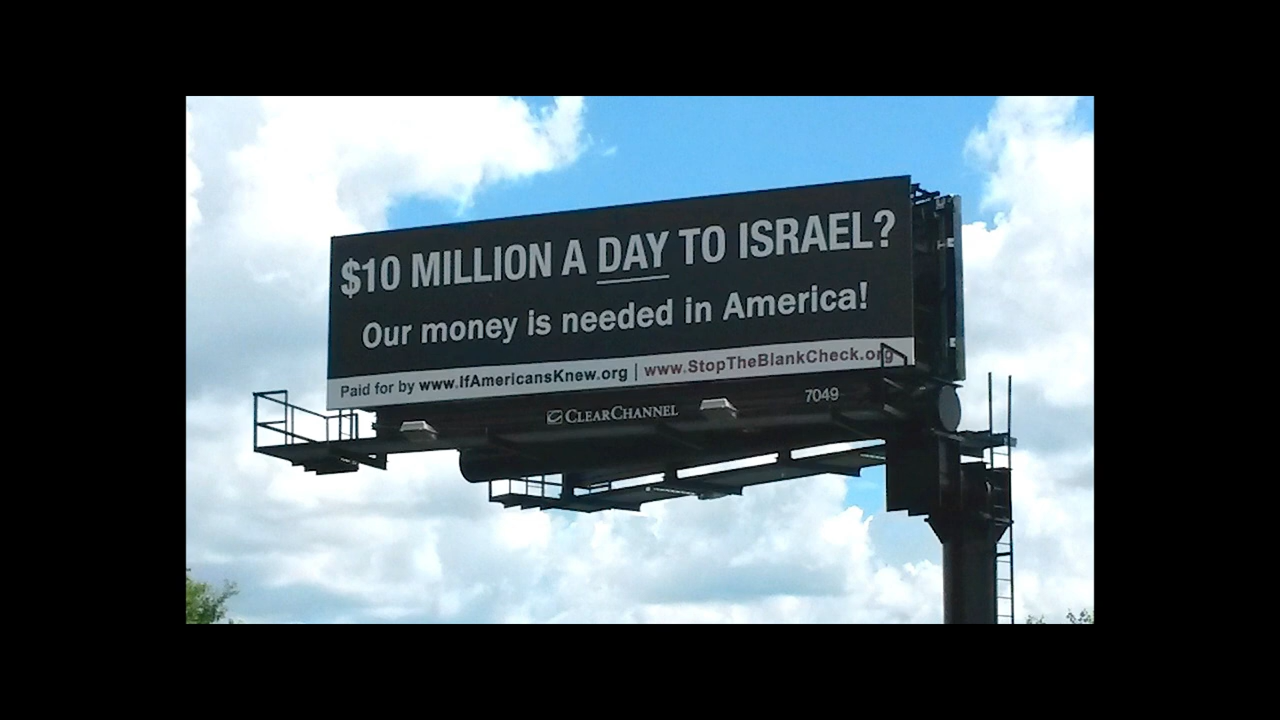 $10 MILLION A DAY TO ISRAEL?
Our money is needed in America!
Paid for by www.IfAmericansKnew.org | www.StopTheBlankCheck.org
CLEARCHANNEL
7049